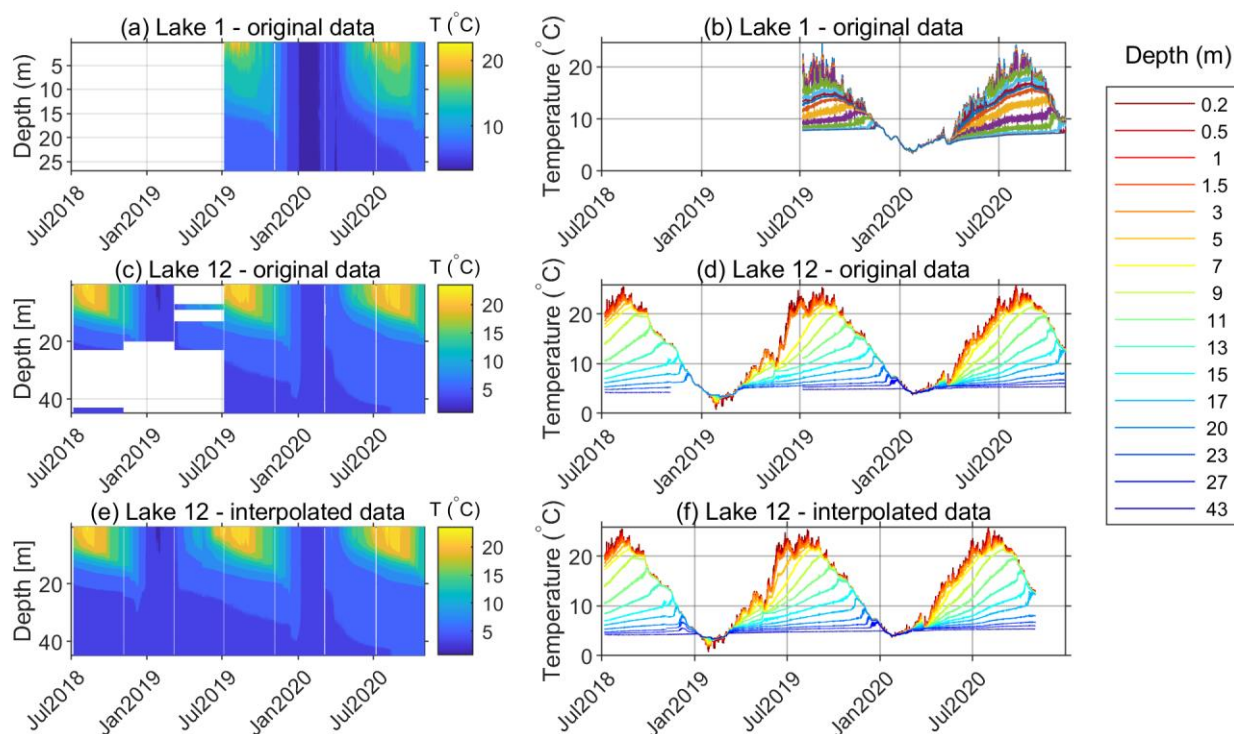 (a) Lake 1 - original data
T (°C)
Depth (m)
5
10
15
20
25
20
10
Jul2018
Jan2019
Jul2019
Jan2020
Jul2020
(b) Lake 1 - original data
Temperature (°C)
20
10
0
Jul2018
Jan2019
Jul2019
Jan2020
Jul2020
(c) Lake 12 - original data
T (°C)
Depth [m]
20
40
20
15
10
5
Jul2018
Jan2019
Jul2019
Jan2020
Jul2020
(d) Lake 12 - original data
Temperature (°C)
20
10
0
Jul2018
Jan2019
Jul2019
Jan2020
Jul2020
(e) Lake 12 - interpolated data
T (°C)
Depth [m]
20
40
20
15
10
5
Jul2018
Jan2019
Jul2019
Jan2020
Jul2020
(f) Lake 12 - interpolated data
Temperature (°C)
20
10
0
Jul2018
Jan2019
Jul2019
Jan2020
Jul2020
Depth (m)
0.2
0.5
1
1.5
3
5
7
9
11
13
15
17
20
23
27
43